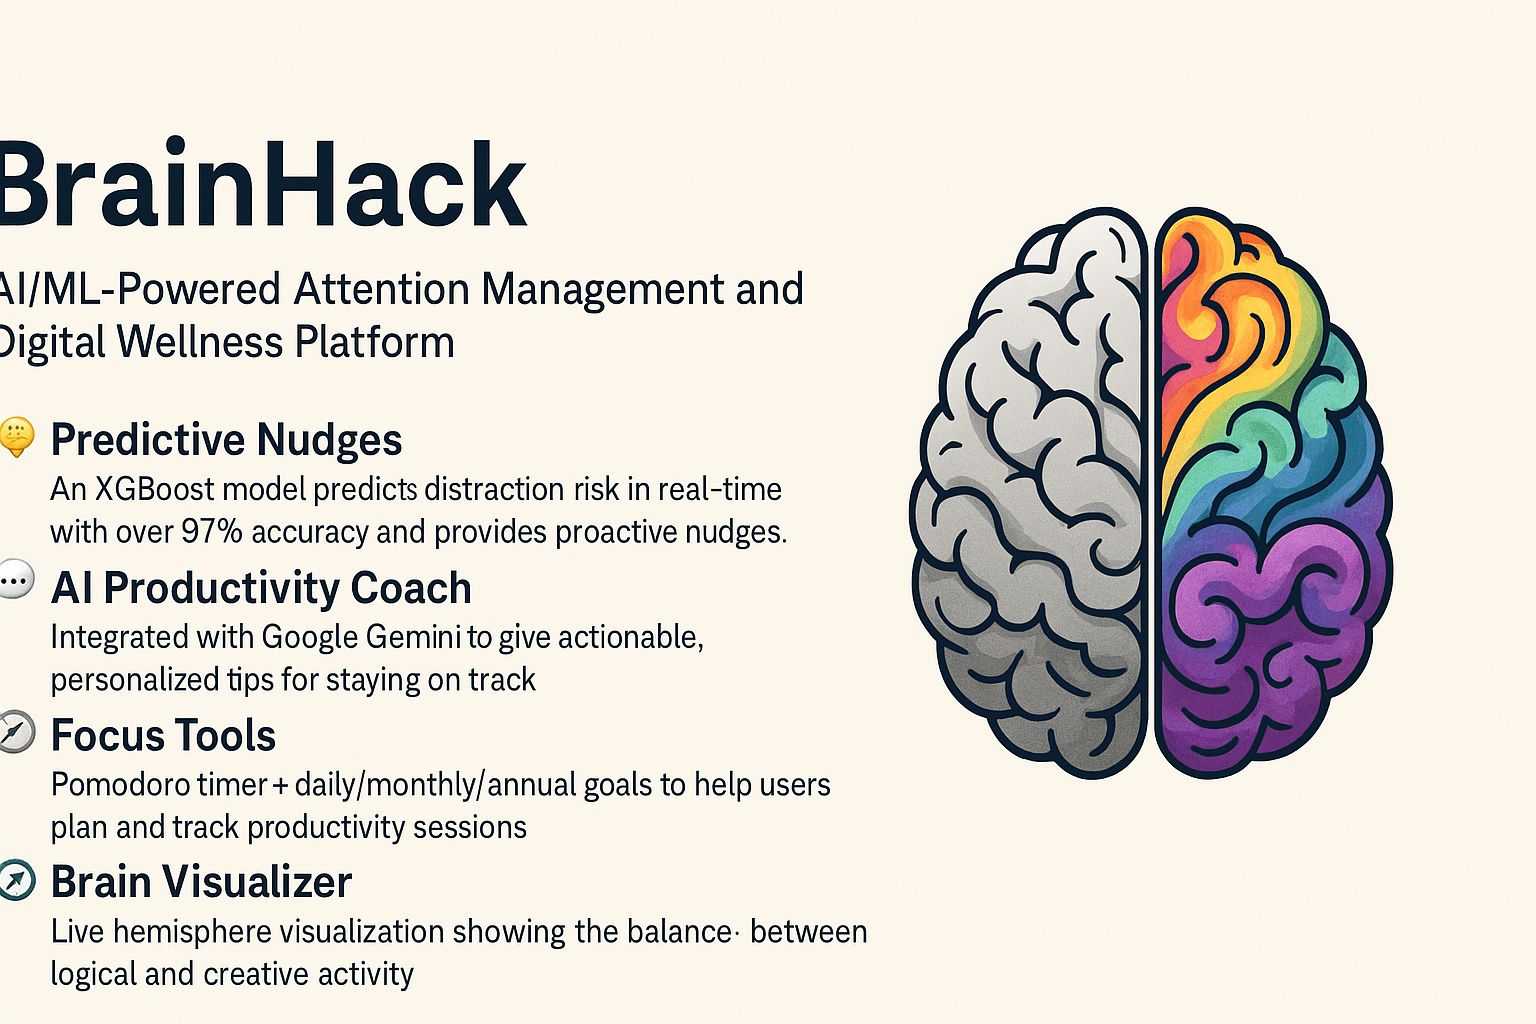 BrainHack
AI/ML-Powered Attention Management and
Digital Wellness Platform
Predictive Nudges
An XGBoost model predicts distraction risk in real-time
with over 97% accuracy and provides proactive nudges.
AI Productivity Coach
Integrated with Google Gemini to give actionable,
personalized tips for staying on track
Focus Tools
Pomodoro timer + daily/monthly/annual goals to help users
plan and track productivity sessions
Brain Visualizer
Live hemisphere visualization showing the balance· between
logical and creative activity